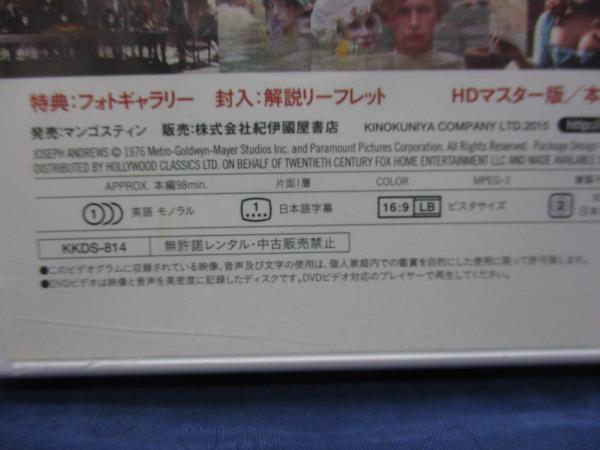 特典：フォトギャラリー　封入：解説リーフレット　HDマスター版／本
発売：マンゴスティン　販売：株式会社紀伊國屋書店　KINOKUNIYA COMPANY LTD.2015　http:/
JOSEPH ANDREWS © 1976 Metro-Goldwyn-Mayer Studios Inc. and Paramount Pictures Corporation. All Rights Reserved. Package Design
DISTRIBUTED BY HOLLYWOOD CLASSICS LTD. ON BEHALF OF TWENTIETH CENTURY FOX HOME ENTERTAINMENT LLC AND MADE AVAILABLE
APPROX. 本編98min.　片面1層　COLOR　MPEG-2
1 英語 モノラル　1 日本語字幕　16:9 LB ビスタサイズ　2 日本
KKDS-814　無許諾レンタル・中古販売禁止
●このビデオグラムに収録されている映像、音声及び文字の使用は、個人家庭内での鑑賞を目的にした使用に限って許可致します。
●DVDビデオは映像と音声を高密度に記録したディスクです。DVDビデオ対応のプレイヤーで再生してください。